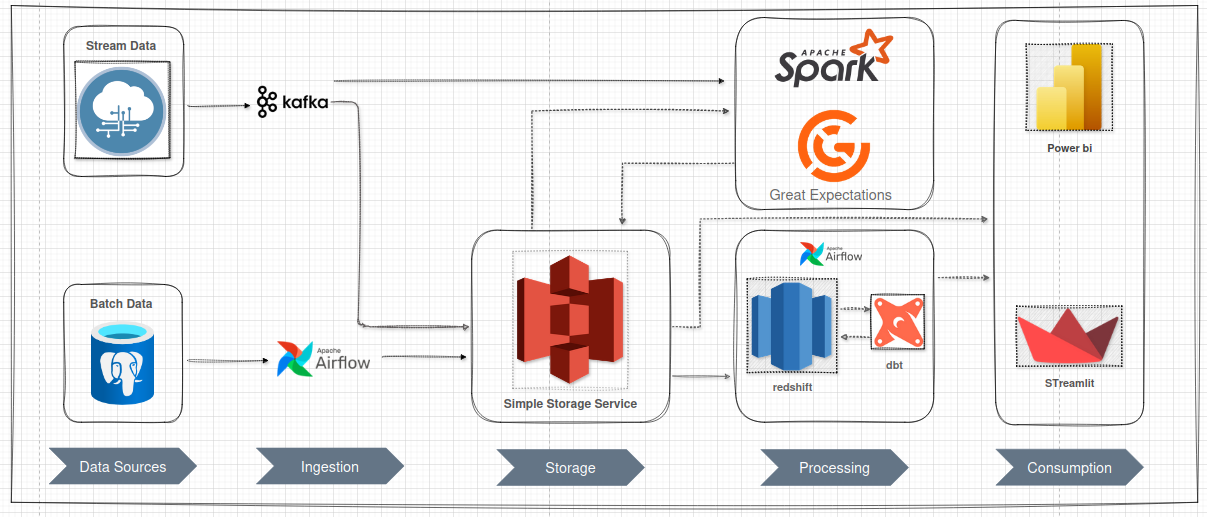 Stream Data
kafka
APACHE
Spark
Great Expectations
Power bi
Batch Data
Apache
Airflow
Simple Storage Service
Apache
Airflow
redshift
dbt
STreamlit
Data Sources
Ingestion
Storage
Processing
Consumption